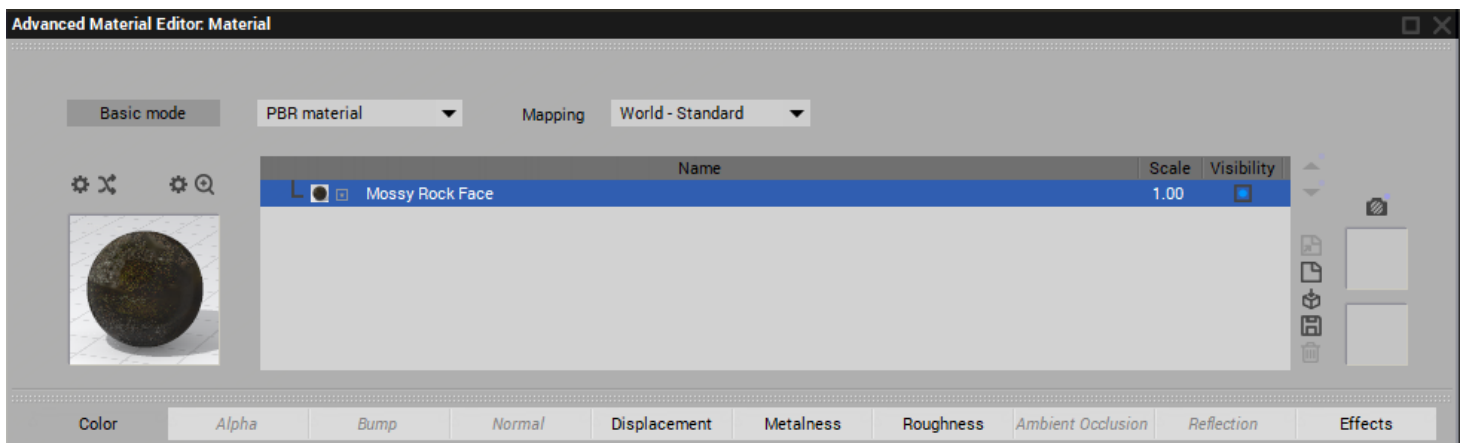 Advanced Material Editor: Material
Basic mode PBR material Mapping World - Standard
Name Scale Visibility
Mossy Rock Face 1.00
Color Alpha Bump Normal Displacement Metalness Roughness Ambient Occlusion Reflection Effects